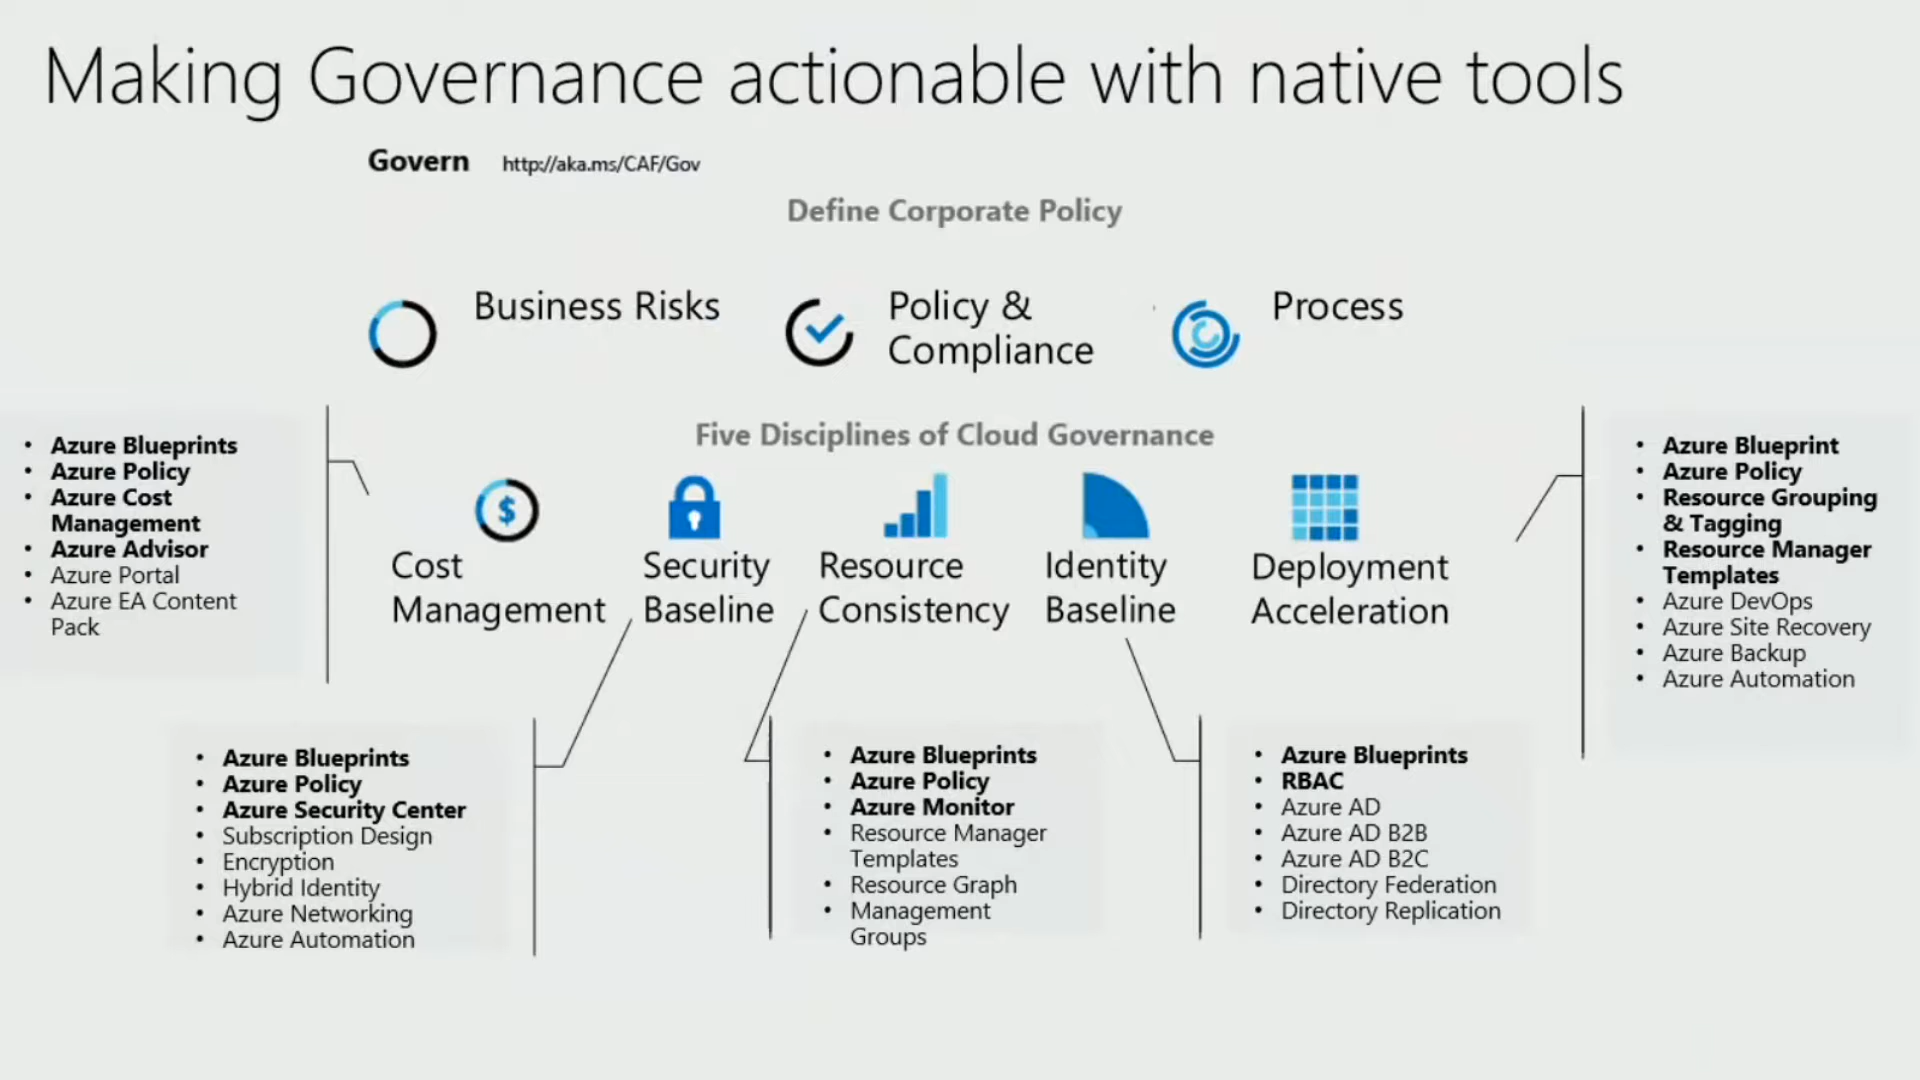 Making Governance actionable with native tools
Govern http://aka.ms/CAF/Gov
Define Corporate Policy
Business Risks
Policy &
Compliance
Process
Five Disciplines of Cloud Governance
$
Cost
Management
Security
Baseline
Resource
Consistency
Identity
Baseline
Deployment
Acceleration
• Azure Blueprints
• Azure Policy
• Azure Cost
Management
• Azure Advisor
• Azure Portal
• Azure EA Content
Pack
• Azure Blueprints
• Azure Policy
• Azure Security Center
• Subscription Design
• Encryption
• Hybrid Identity
• Azure Networking
• Azure Automation
• Azure Blueprints
• Azure Policy
• Azure Monitor
• Resource Manager
Templates
• Resource Graph
• Management
Groups
• Azure Blueprints
• RBAC
• Azure AD
• Azure AD B2B
• Azure AD B2C
• Directory Federation
• Directory Replication
• Azure Blueprint
• Azure Policy
• Resource Grouping
& Tagging
• Resource Manager
Templates
• Azure DevOps
• Azure Site Recovery
• Azure Backup
• Azure Automation